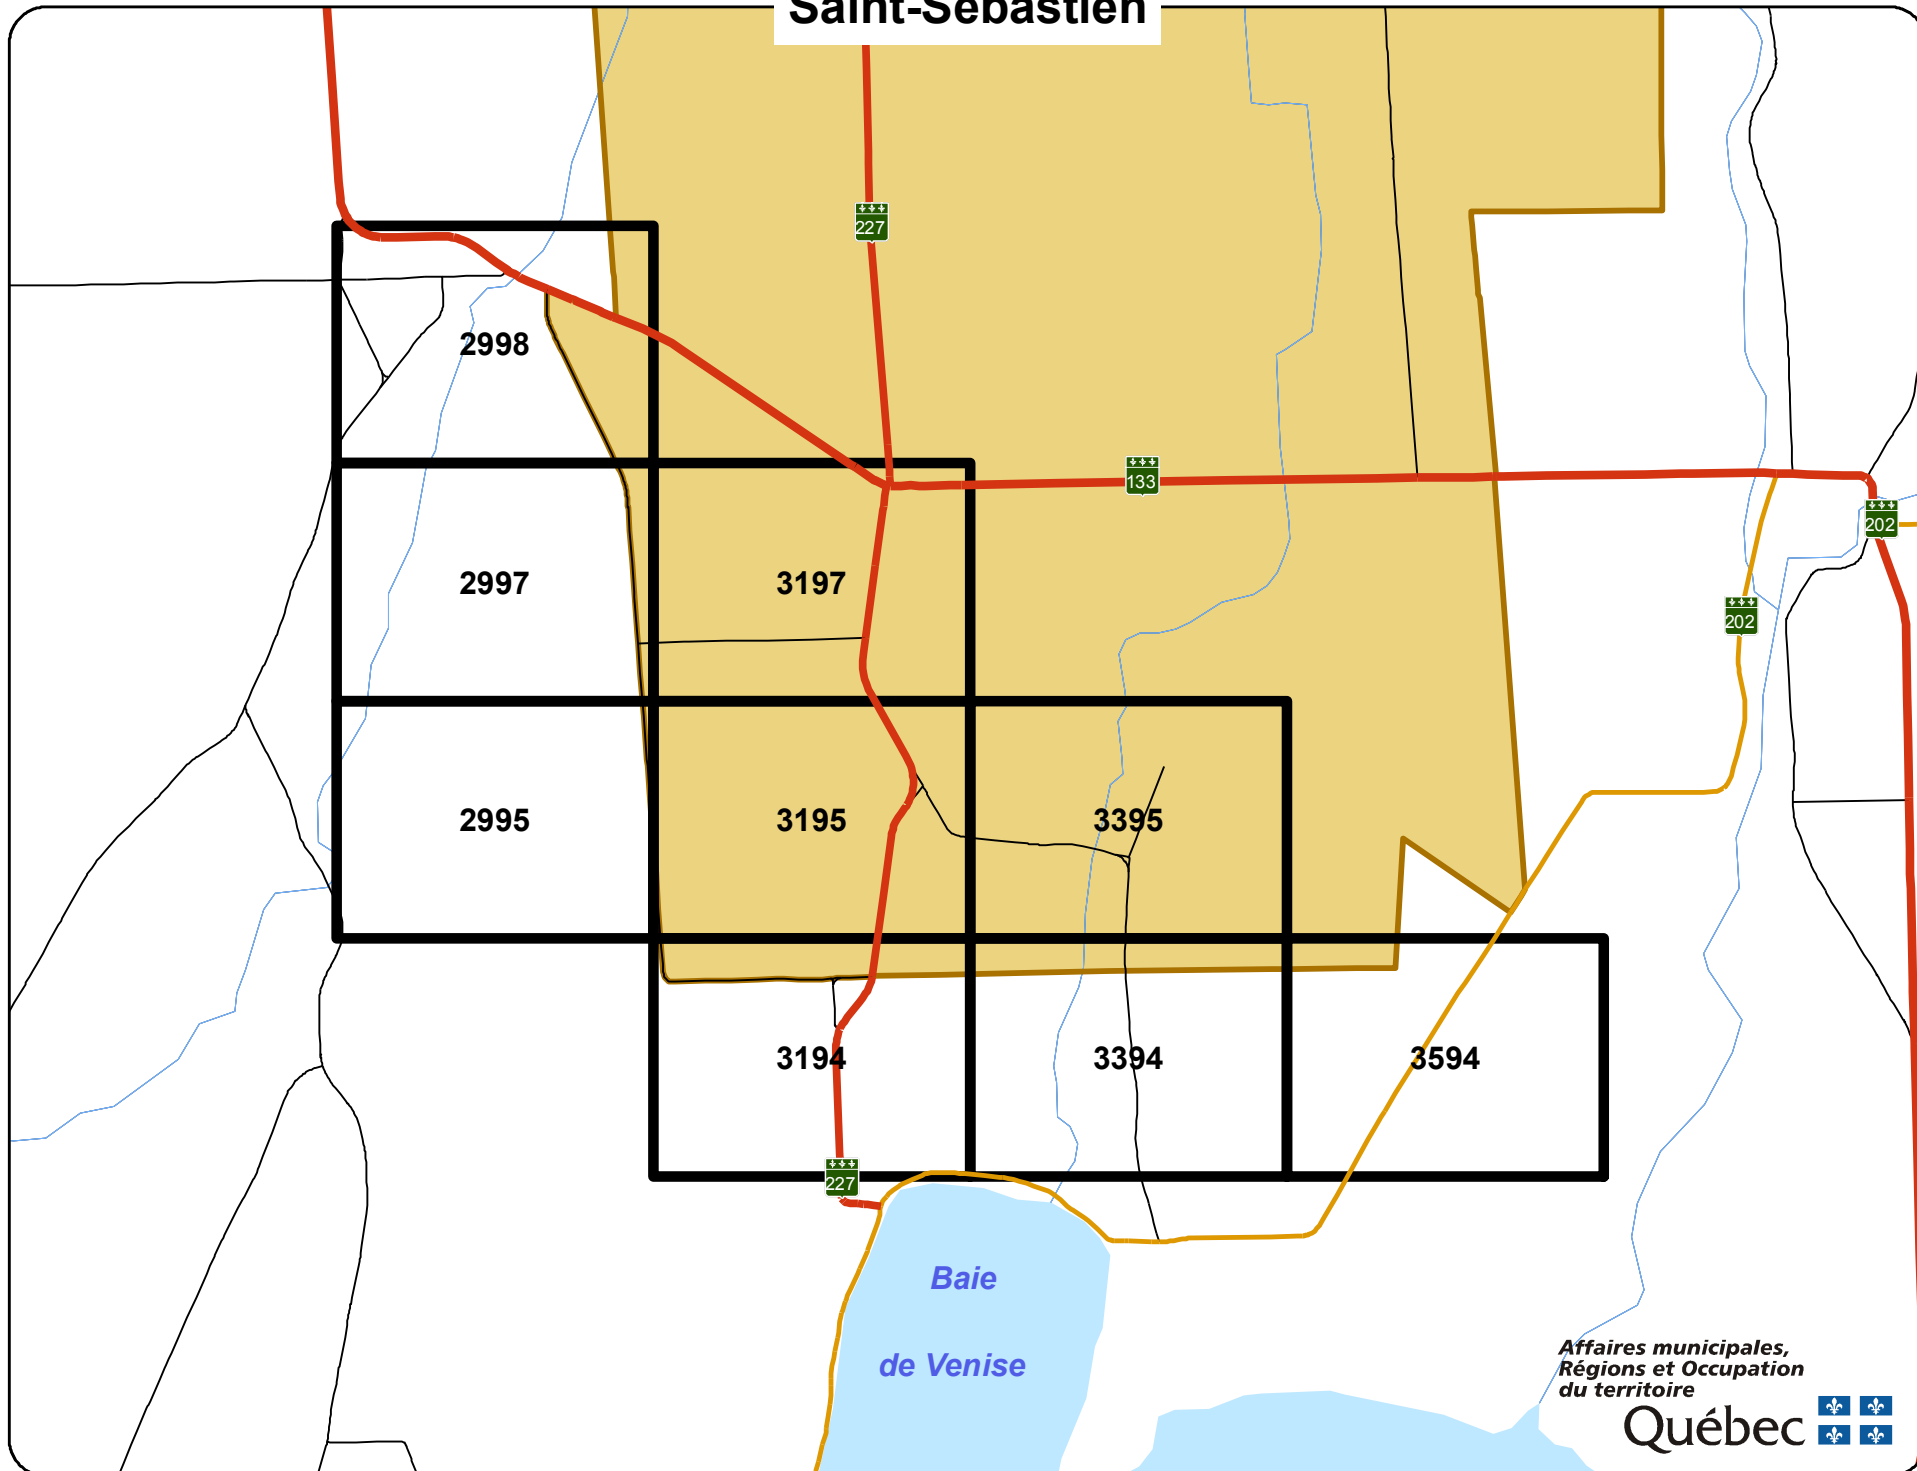 Saint-Sébastien
227
2998
133
202
2997
3197
202
2995
3195
3395
3194
3394
3594
227
Baie
de Venise
Affaires municipales,
Régions et Occupation
du territoire
Québec